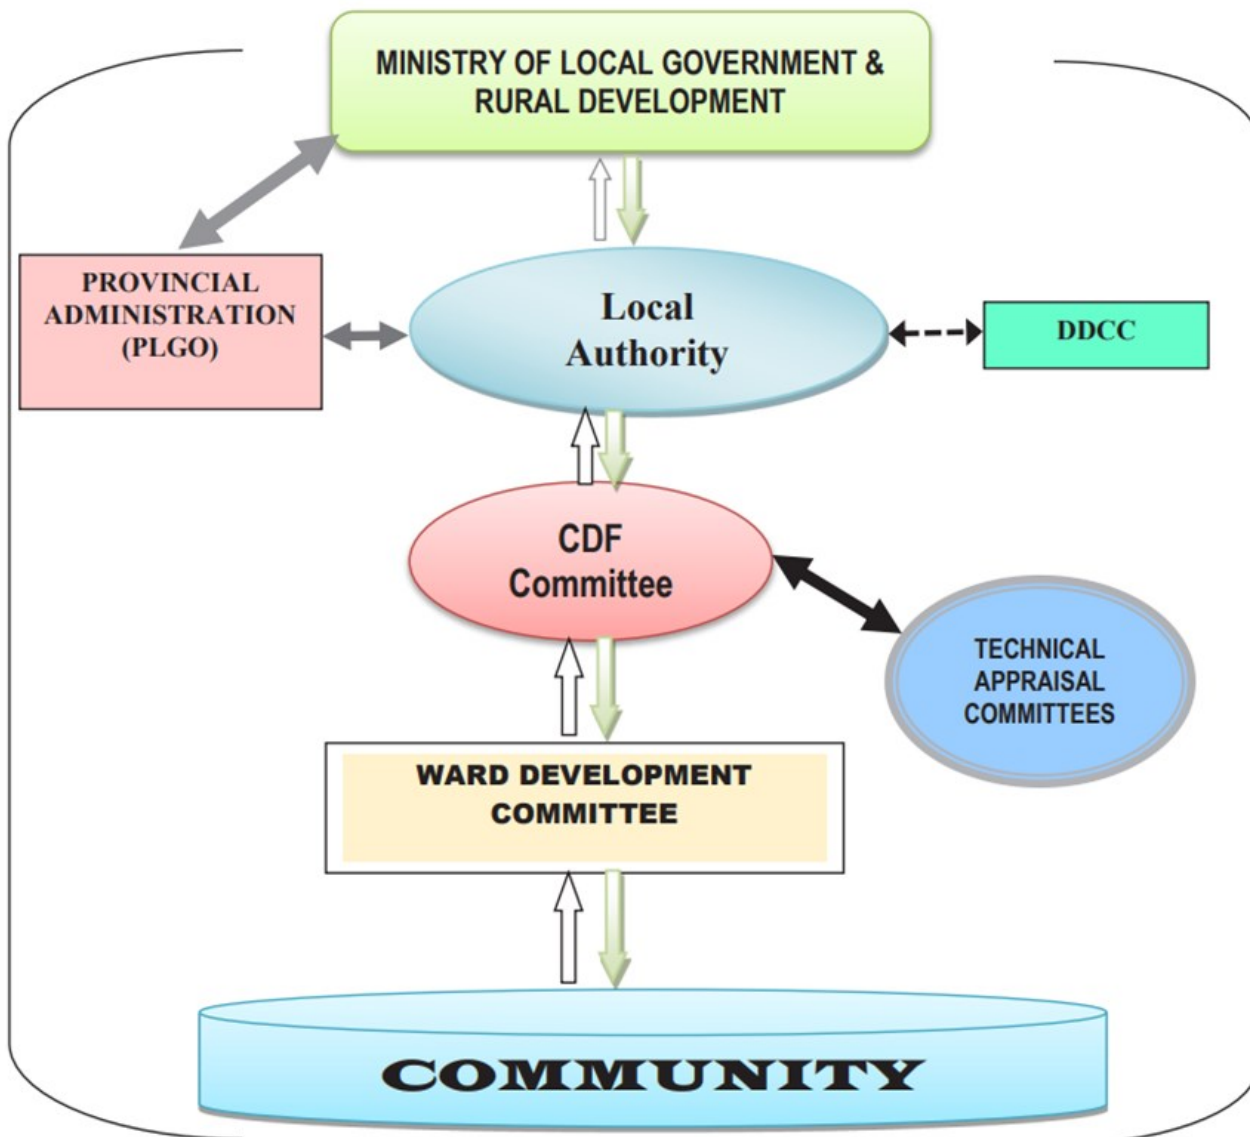 MINISTRY OF LOCAL GOVERNMENT &
RURAL DEVELOPMENT
PROVINCIAL
ADMINISTRATION
(PLGO)
Local
Authority
DDCC
CDF
Committee
TECHNICAL
APPRAISAL
COMMITTEES
WARD DEVELOPMENT
COMMITTEE
COMMUNITY